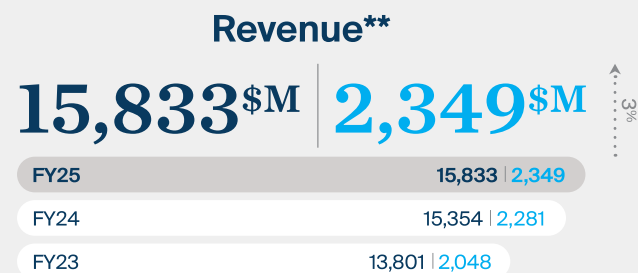 Revenue**
15,833$M | 2,349$M
3%
FY25 15,833 | 2,349
FY24 15,354 | 2,281
FY23 13,801 | 2,048